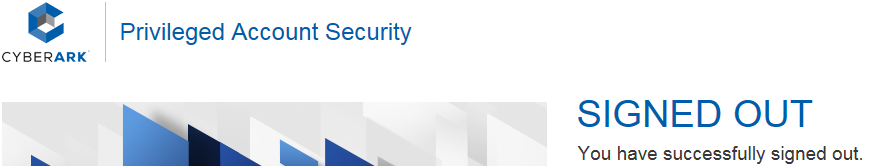 Privileged Account Security
CYBERARK
SIGNED OUT
You have successfully signed out.